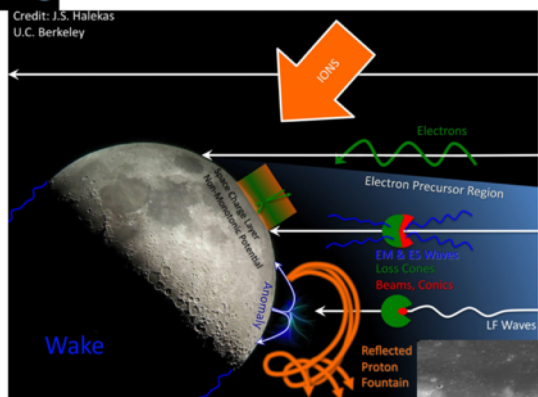 Credit: J.S. Halekas
U.C. Berkeley
IONS
Electrons
Electron Precursor Region
Space Charge Layer
Non-Monotonic Potential
EM & ES Waves
Loss Cones
Beams, Conics
Anomaly
LF Waves
Wake
Reflected
Proton
Fountain